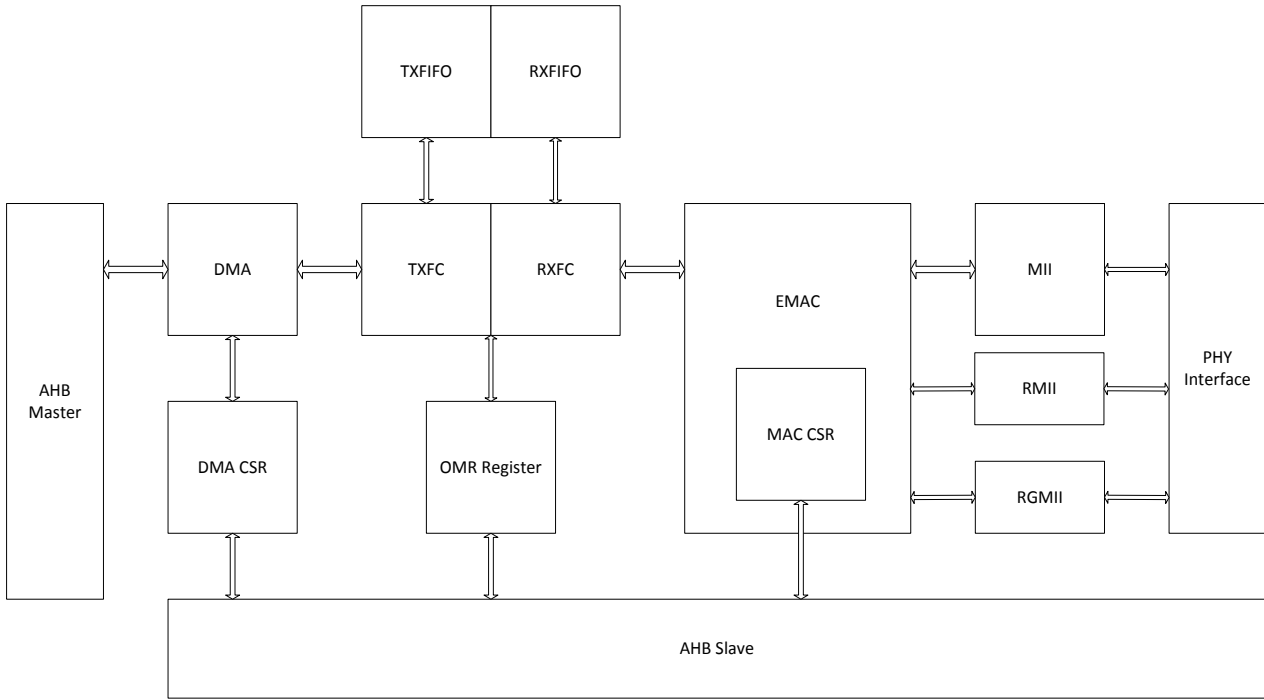 TXFIFO
RXFIFO
AHB
Master
DMA
TXFC
RXFC
EMAC
MII
PHY
Interface
RMII
MAC CSR
DMA CSR
OMR Register
RGMII
AHB Slave